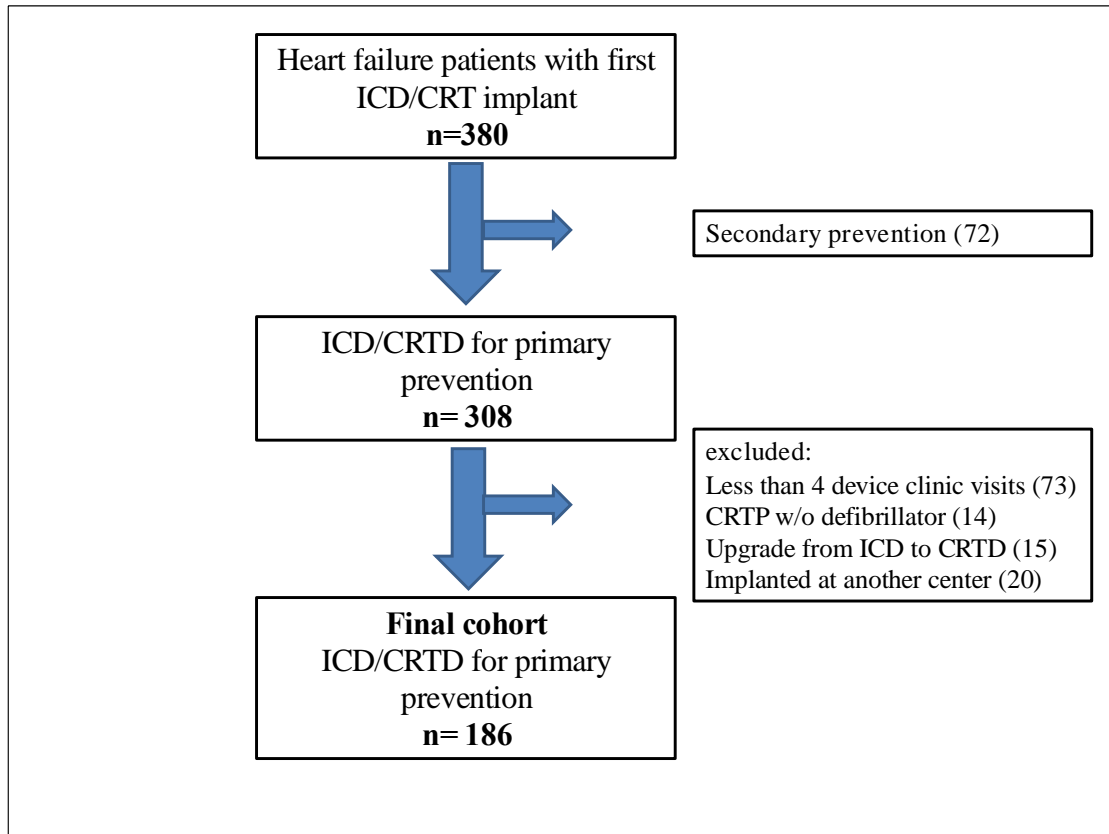 Heart failure patients with first
ICD/CRT implant
n=380
Secondary prevention (72)
ICD/CRTD for primary
prevention
n= 308
excluded:
Less than 4 device clinic visits (73)
CRTP w/o defibrillator (14)
Upgrade from ICD to CRTD (15)
Implanted at another center (20)
Final cohort
ICD/CRTD for primary
prevention
n= 186